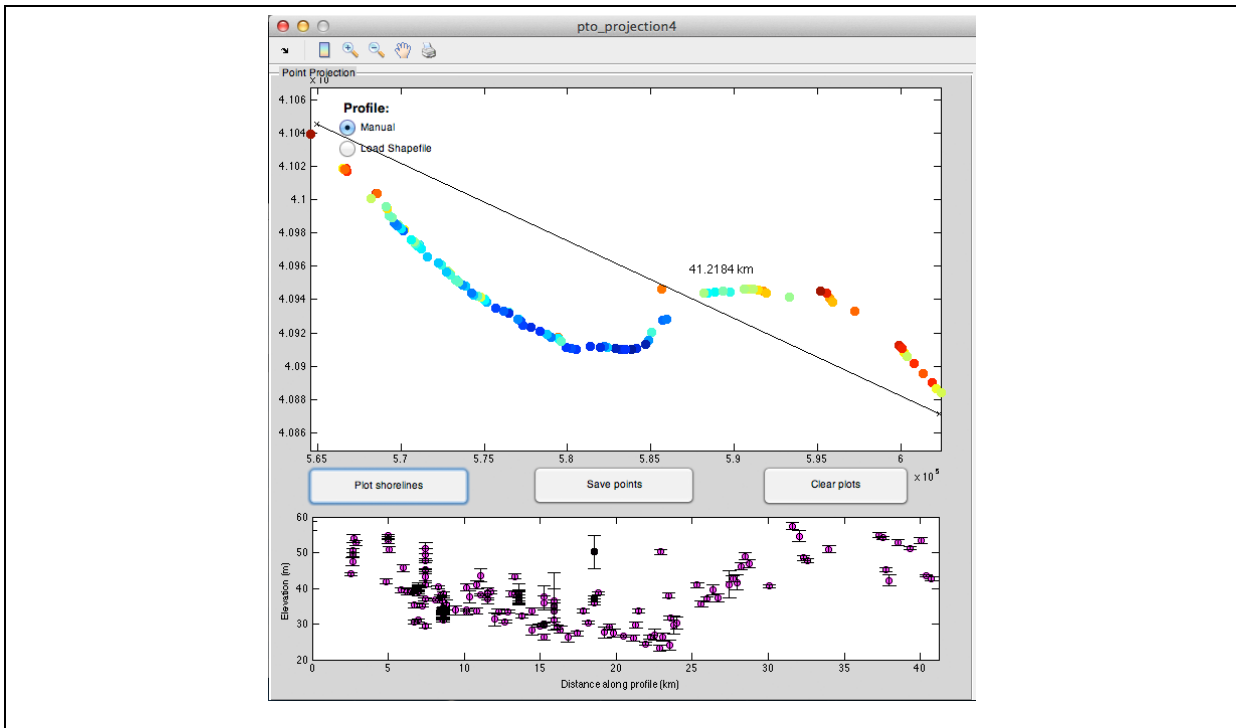 pto_projection4
Point Projection
x 10
4.106
4.104
4.102
4.1
4.098
4.096
4.094
4.092
4.09
4.088
4.086
Profile:
Manual
Load Shapefile
41.2184 km
5.65 5.7 5.75 5.8 5.85 5.9 5.95 6
x 10⁵
Plot shorelines Save points Clear plots
60
50
40
30
20
Elevation (m)
0 5 10 15 20 25 30 35 40
Distance along profile (km)